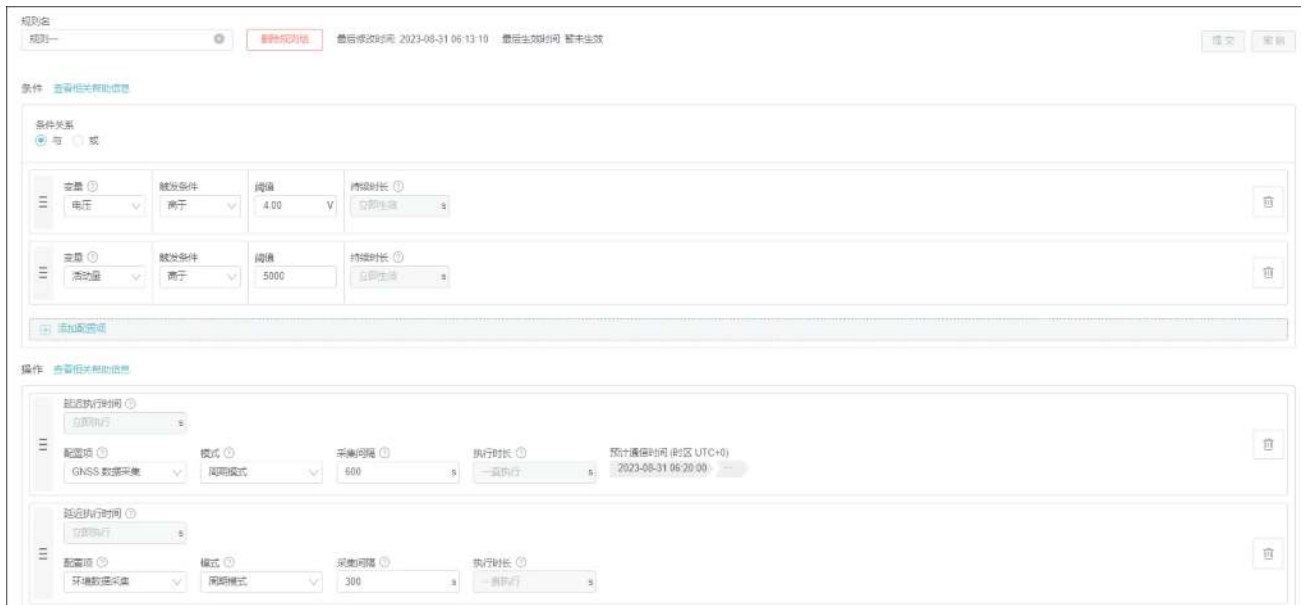 规则名
规则一
删除规则组 最后修改时间: 2023-08-31 06:13:19 最后生效时间: 暂未生效
提交
条件 查看相关帮助信息
条件关系
与 或
变量 触发条件 阈值 持续时长
电压 高于 4.00 V 立即生效 s
变量 触发条件 阈值 持续时长
活动量 高于 5000 立即生效 s
添加配置项
操作 查看相关帮助信息
延迟执行时间
立即执行 s
配置项 模式 采集间隔 执行时长 预计通信时间 (时区 UTC+0)
GNSS 数据采集 周期模式 600 s 一直执行 s 2023-08-31 06:20:00 ...
延迟执行时间
立即执行 s
配置项 模式 采集间隔 执行时长
环境数据采集 周期模式 300 s 一直执行 s